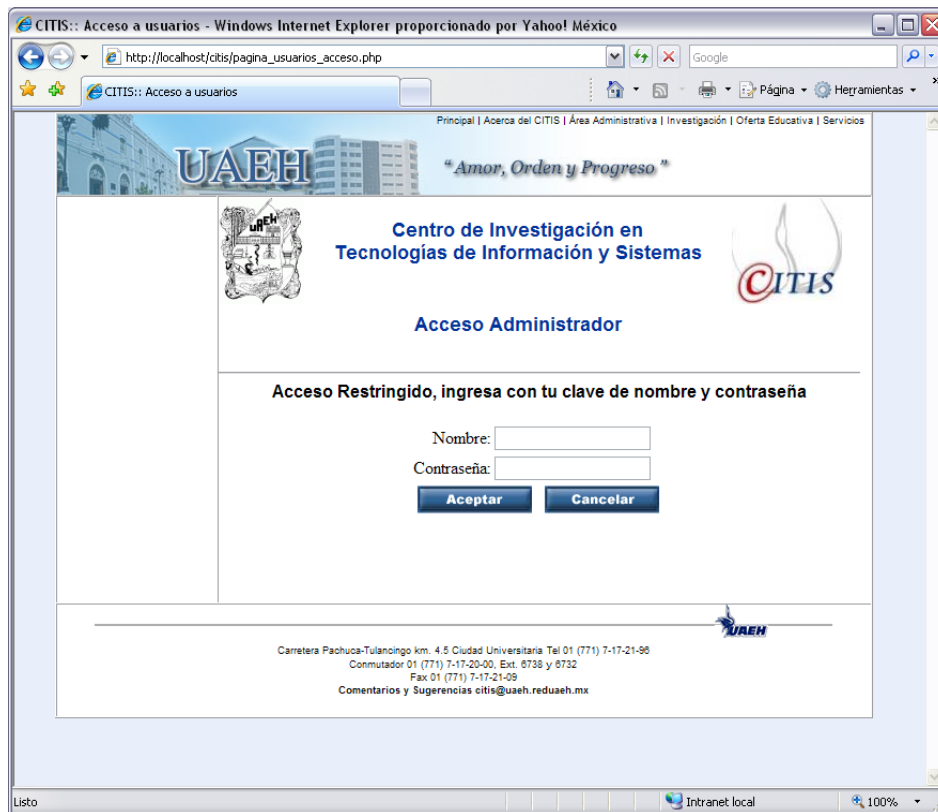 CITIS:: Acceso a usuarios - Windows Internet Explorer proporcionado por Yahoo! México
http://localhost/citis/pagina_usuarios_acceso.php
Google
CITIS:: Acceso a usuarios
Página
Herramientas
Principal | Acerca del CITIS | Área Administrativa | Investigación | Oferta Educativa | Servicios
UAEH
“Amor, Orden y Progreso”
UAEH
Centro de Investigación en
Tecnologías de Información y Sistemas
CITIS
Acceso Administrador
Acceso Restringido, ingresa con tu clave de nombre y contraseña
Nombre:
Contraseña:
Aceptar
Cancelar
UAEH
Carretera Pachuca-Tulancingo km. 4.5 Ciudad Universitaria Tel 01 (771) 7-17-21-96
Conmutador 01 (771) 7-17-20-00, Ext. 6738 y 6732
Fax 01 (771) 7-17-21-09
Comentarios y Sugerencias citis@uaeh.reduaeh.mx
Listo
Intranet local
100%